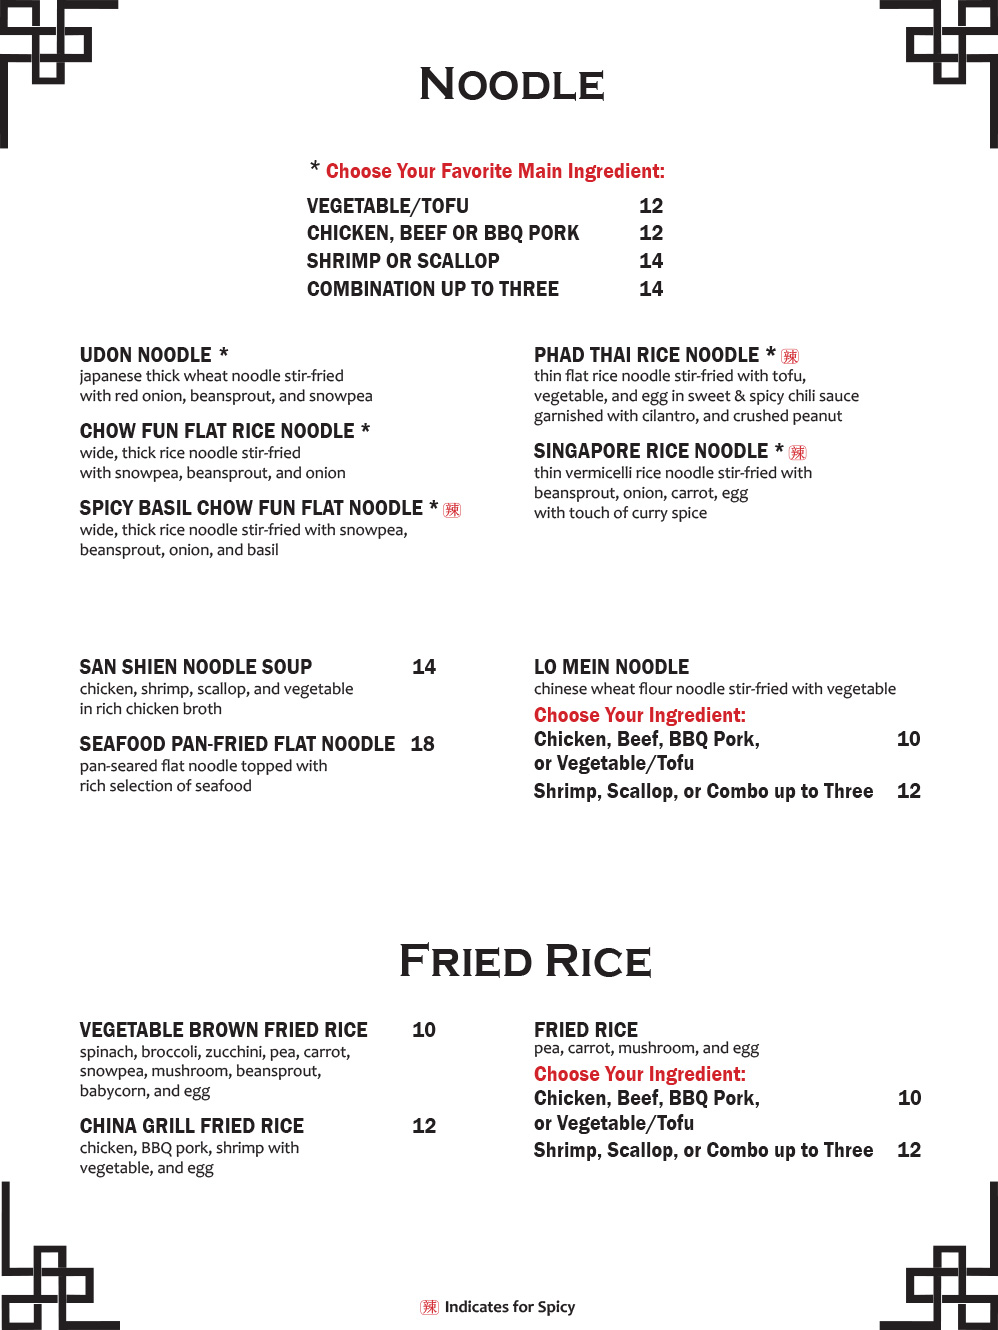 NOODLE
* Choose Your Favorite Main Ingredient:
VEGETABLE/TOFU 12
CHICKEN, BEEF OR BBQ PORK 12
SHRIMP OR SCALLOP 14
COMBINATION UP TO THREE 14
UDON NOODLE *
japanese thick wheat noodle stir-fried
with red onion, beansprout, and snowpea
CHOW FUN FLAT RICE NOODLE *
wide, thick rice noodle stir-fried
with snowpea, beansprout, and onion
SPICY BASIL CHOW FUN FLAT NOODLE * 辣
wide, thick rice noodle stir-fried with snowpea,
beansprout, onion, and basil
PHAD THAI RICE NOODLE * 辣
thin flat rice noodle stir-fried with tofu,
vegetable, and egg in sweet & spicy chili sauce
garnished with cilantro, and crushed peanut
SINGAPORE RICE NOODLE * 辣
thin vermicelli rice noodle stir-fried with
beansprout, onion, carrot, egg
with touch of curry spice
SAN SHIEN NOODLE SOUP 14
chicken, shrimp, scallop, and vegetable
in rich chicken broth
SEAFOOD PAN-FRIED FLAT NOODLE 18
pan-seared flat noodle topped with
rich selection of seafood
LO MEIN NOODLE
chinese wheat flour noodle stir-fried with vegetable
Choose Your Ingredient:
Chicken, Beef, BBQ Pork, 10
or Vegetable/Tofu
Shrimp, Scallop, or Combo up to Three 12
FRIED RICE
VEGETABLE BROWN FRIED RICE 10
spinach, broccoli, zucchini, pea, carrot,
snowpea, mushroom, beansprout,
babycorn, and egg
CHINA GRILL FRIED RICE 12
chicken, BBQ pork, shrimp with
vegetable, and egg
FRIED RICE
pea, carrot, mushroom, and egg
Choose Your Ingredient:
Chicken, Beef, BBQ Pork, 10
or Vegetable/Tofu
Shrimp, Scallop, or Combo up to Three 12
辣 Indicates for Spicy